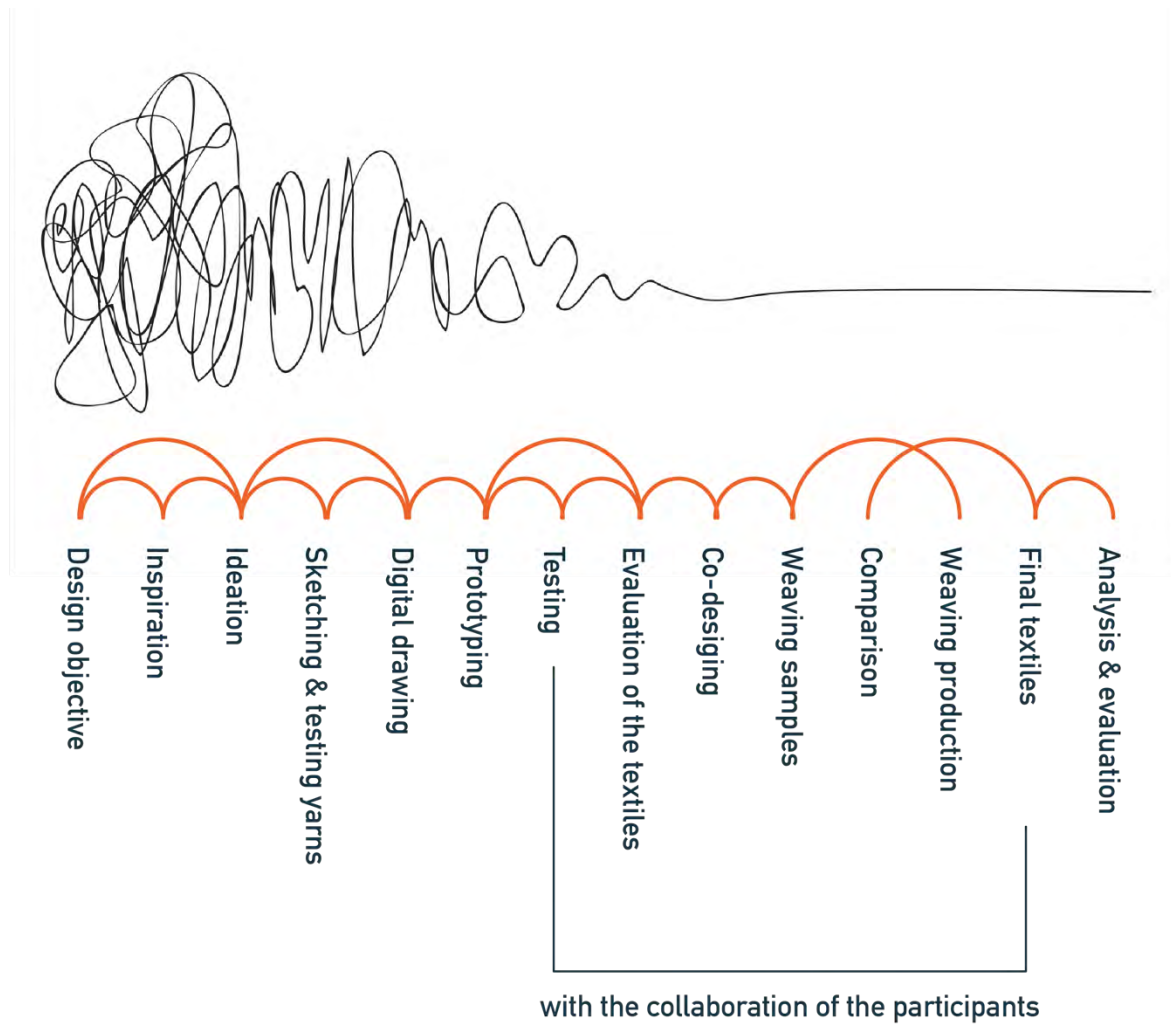 Design objective
Inspiration
Ideation
Sketching & testing yarns
Digital drawing
Prototyping
Testing
Evaluation of the textiles
Co-desiging
Weaving samples
Comparison
Weaving production
Final textiles
Analysis & evaluation
with the collaboration of the participants